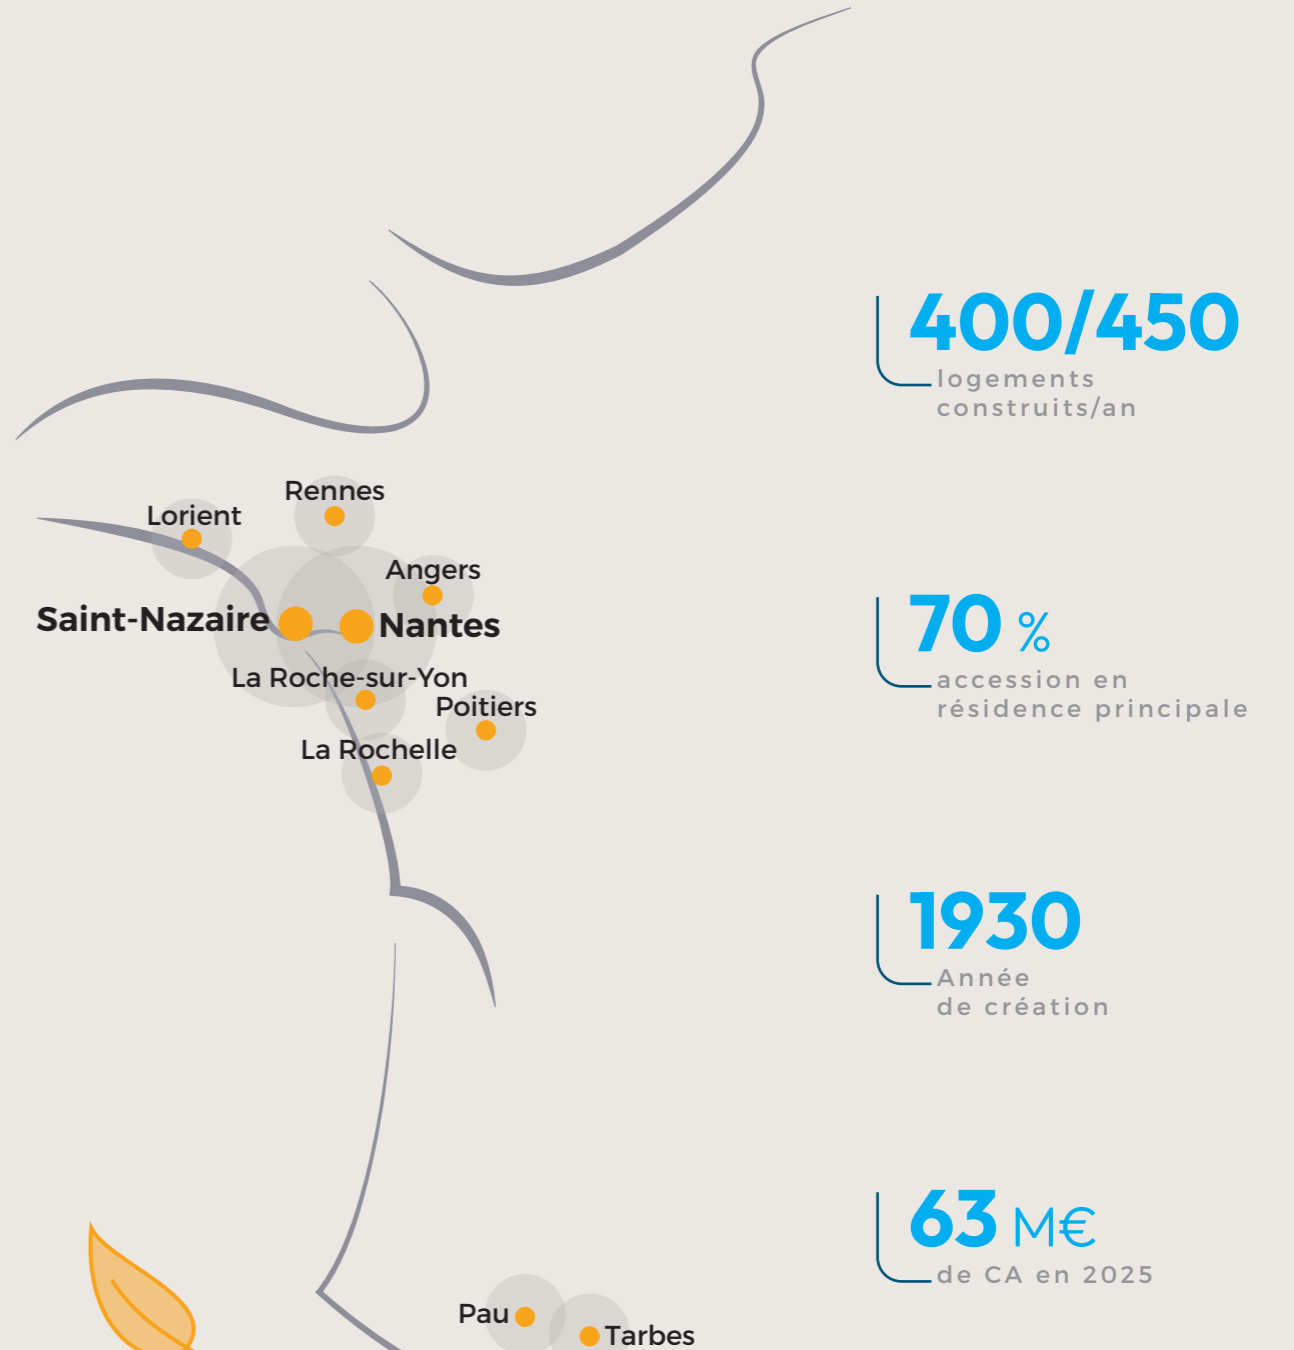 Rennes
Lorient
Angers
Saint-Nazaire
Nantes
La Roche-sur-Yon
Poitiers
La Rochelle
Pau
Tarbes
400/450
logements
construits/an
70 %
accession en
résidence principale
1930
Année
de création
63 M€
de CA en 2025